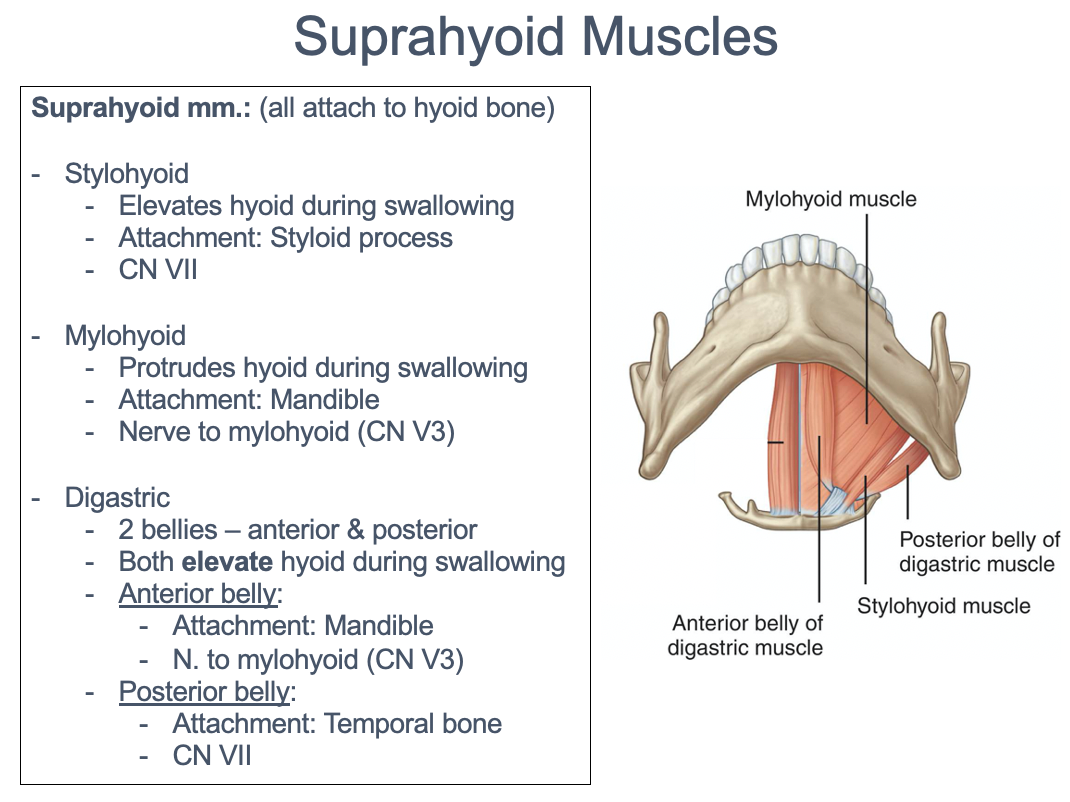 Suprahyoid Muscles
Suprahyoid mm.: (all attach to hyoid bone)
- Stylohyoid
- Elevates hyoid during swallowing
- Attachment: Styloid process
- CN VII
- Mylohyoid
- Protrudes hyoid during swallowing
- Attachment: Mandible
- Nerve to mylohyoid (CN V3)
- Digastric
- 2 bellies – anterior & posterior
- Both elevate hyoid during swallowing
- Anterior belly:
- Attachment: Mandible
- N. to mylohyoid (CN V3)
- Posterior belly:
- Attachment: Temporal bone
- CN VII
Mylohyoid muscle
Posterior belly of
digastric muscle
Stylohyoid muscle
Anterior belly of
digastric muscle